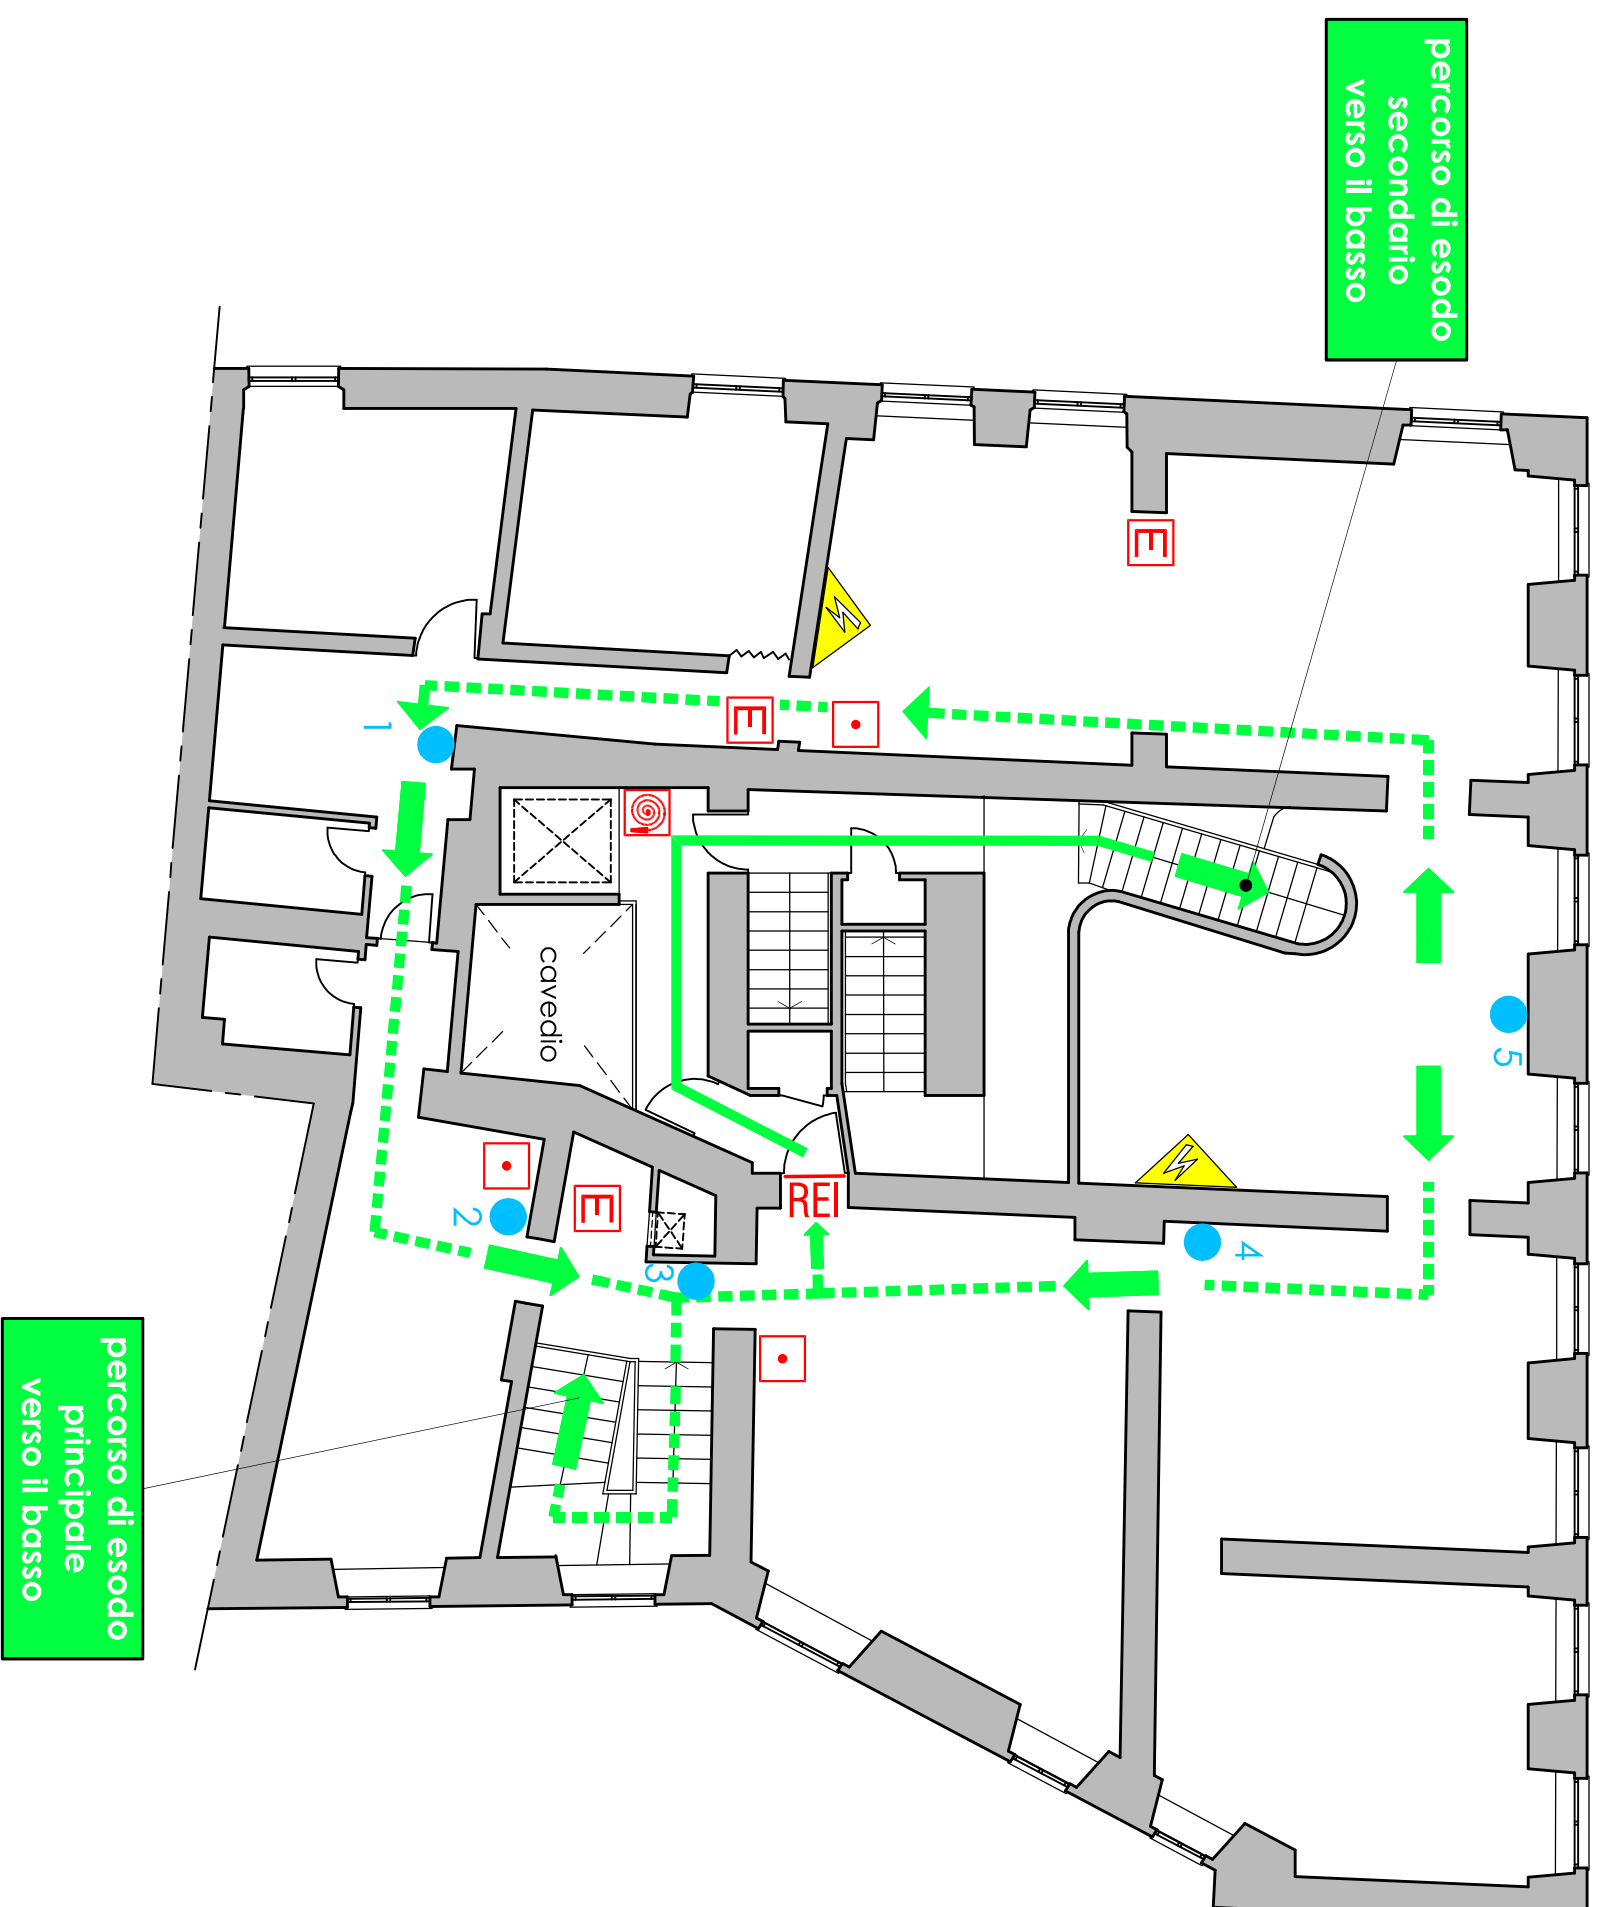 percorso di esodo
secondario
verso il basso
E
E
1
5
cavedio
REI
2
E
4
3
percorso di esodo
principale
verso il basso